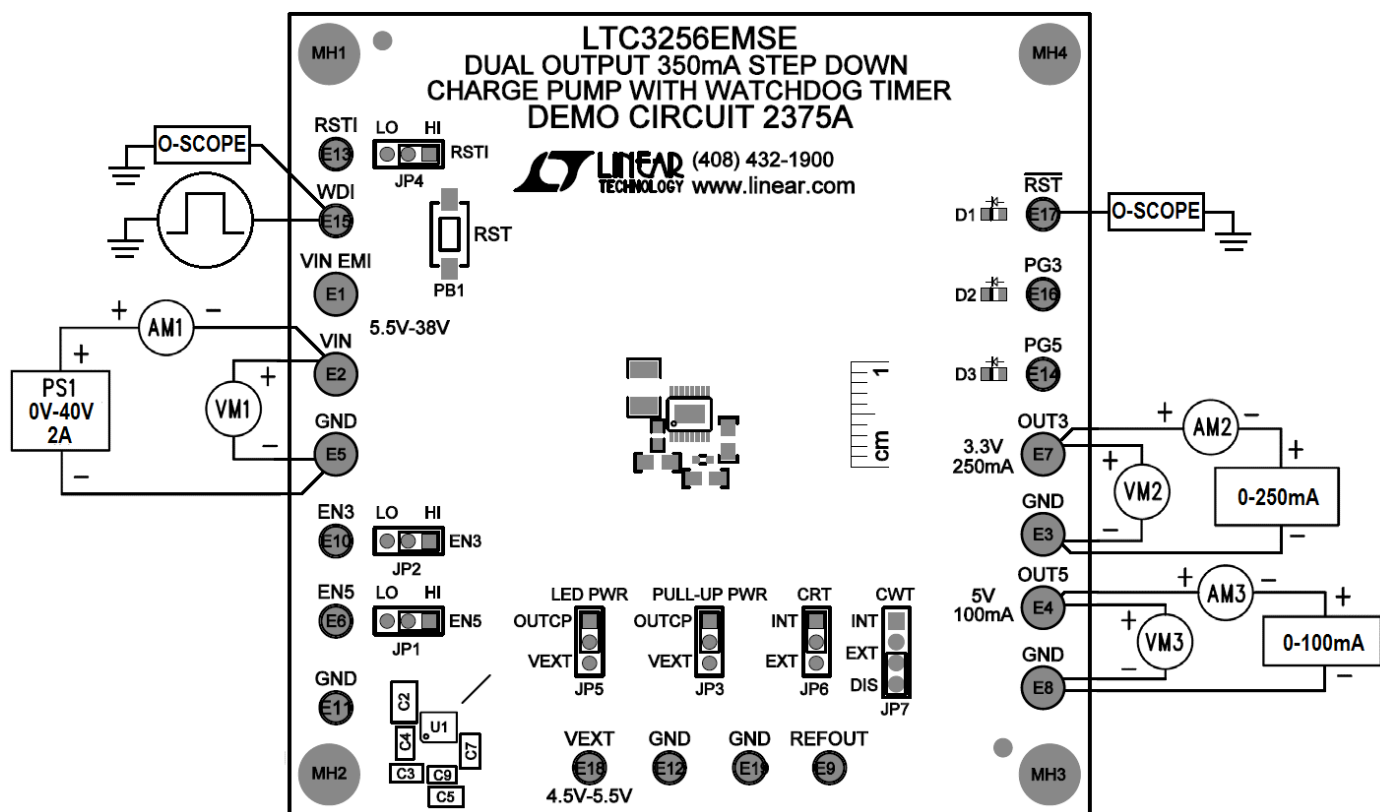 MH1
MH4
LTC3256EMSE
DUAL OUTPUT 350mA STEP DOWN
CHARGE PUMP WITH WATCHDOG TIMER
DEMO CIRCUIT 2375A
LINEAR TECHNOLOGY
(408) 432-1900
www.linear.com
RSTI
E13
LO HI
RSTI
JP4
O-SCOPE
WDI
E15
RST
PB1
VIN EMI
E1
5.5V-38V
VIN
E2
+ AM1 -
+
PS1
0V-40V
2A
-
+
VM1
-
GND
E5
EN3
E10
LO HI
EN3
JP2
EN5
E6
LO HI
EN5
JP1
GND
E11
C2
C4
U1
C7
C3
C9
C5
MH2
1
cm
D1
RST
E17
O-SCOPE
D2
PG3
E16
D3
PG5
E14
OUT3
3.3V
250mA
E7
+ AM2 -
+
VM2
-
+
0-250mA
-
GND
E3
OUT5
5V
100mA
E4
+ AM3 -
+
VM3
-
+
0-100mA
-
GND
E8
LED PWR
OUTCP
VEXT
JP5
PULL-UP PWR
OUTCP
VEXT
JP3
CRT
INT
EXT
JP6
CWT
INT
EXT
DIS
JP7
VEXT
E18
4.5V-5.5V
GND
E12
GND
E19
REFOUT
E9
MH3